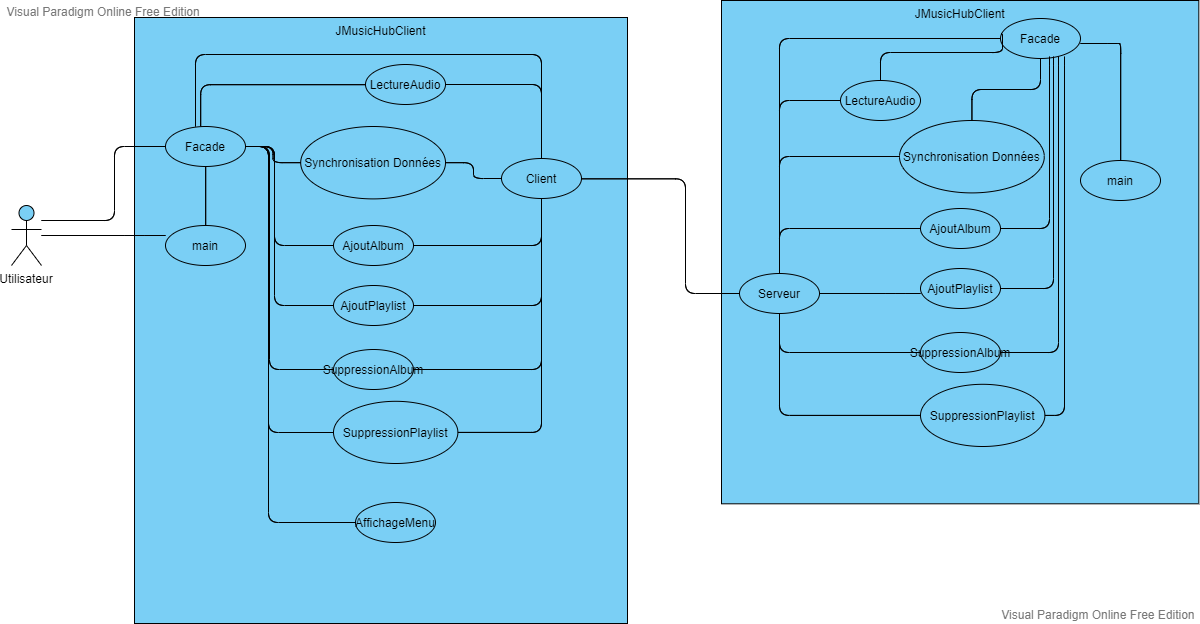 Visual Paradigm Online Free Edition
JMusicHubClient
LectureAudio
Facade
Synchronisation Données
Client
main
AjoutAlbum
AjoutPlaylist
SuppressionAlbum
SuppressionPlaylist
AffichageMenu
Utilisateur
JMusicHubClient
Facade
LectureAudio
Synchronisation Données
main
AjoutAlbum
Serveur
AjoutPlaylist
SuppressionAlbum
SuppressionPlaylist
Visual Paradigm Online Free Edition